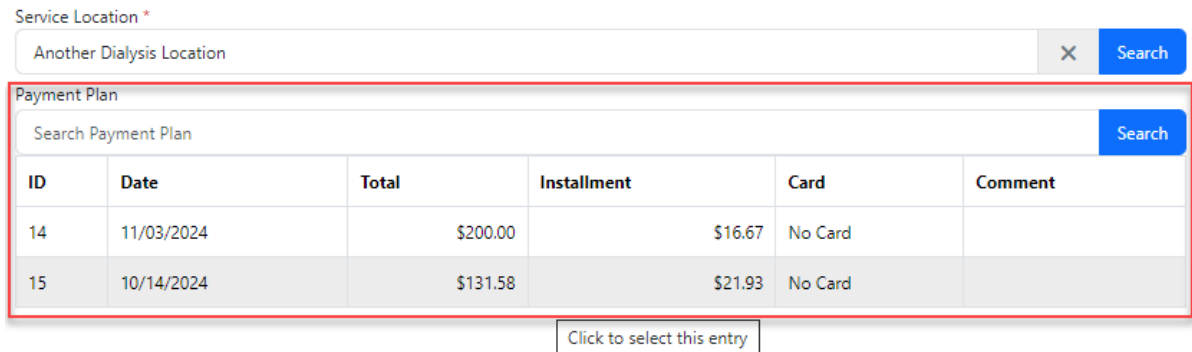 Service Location *
Another Dialysis Location × Search
Payment Plan
Search Payment Plan Search
ID Date Total Installment Card Comment
14 11/03/2024 $200.00 $16.67 No Card
15 10/14/2024 $131.58 $21.93 No Card
Click to select this entry